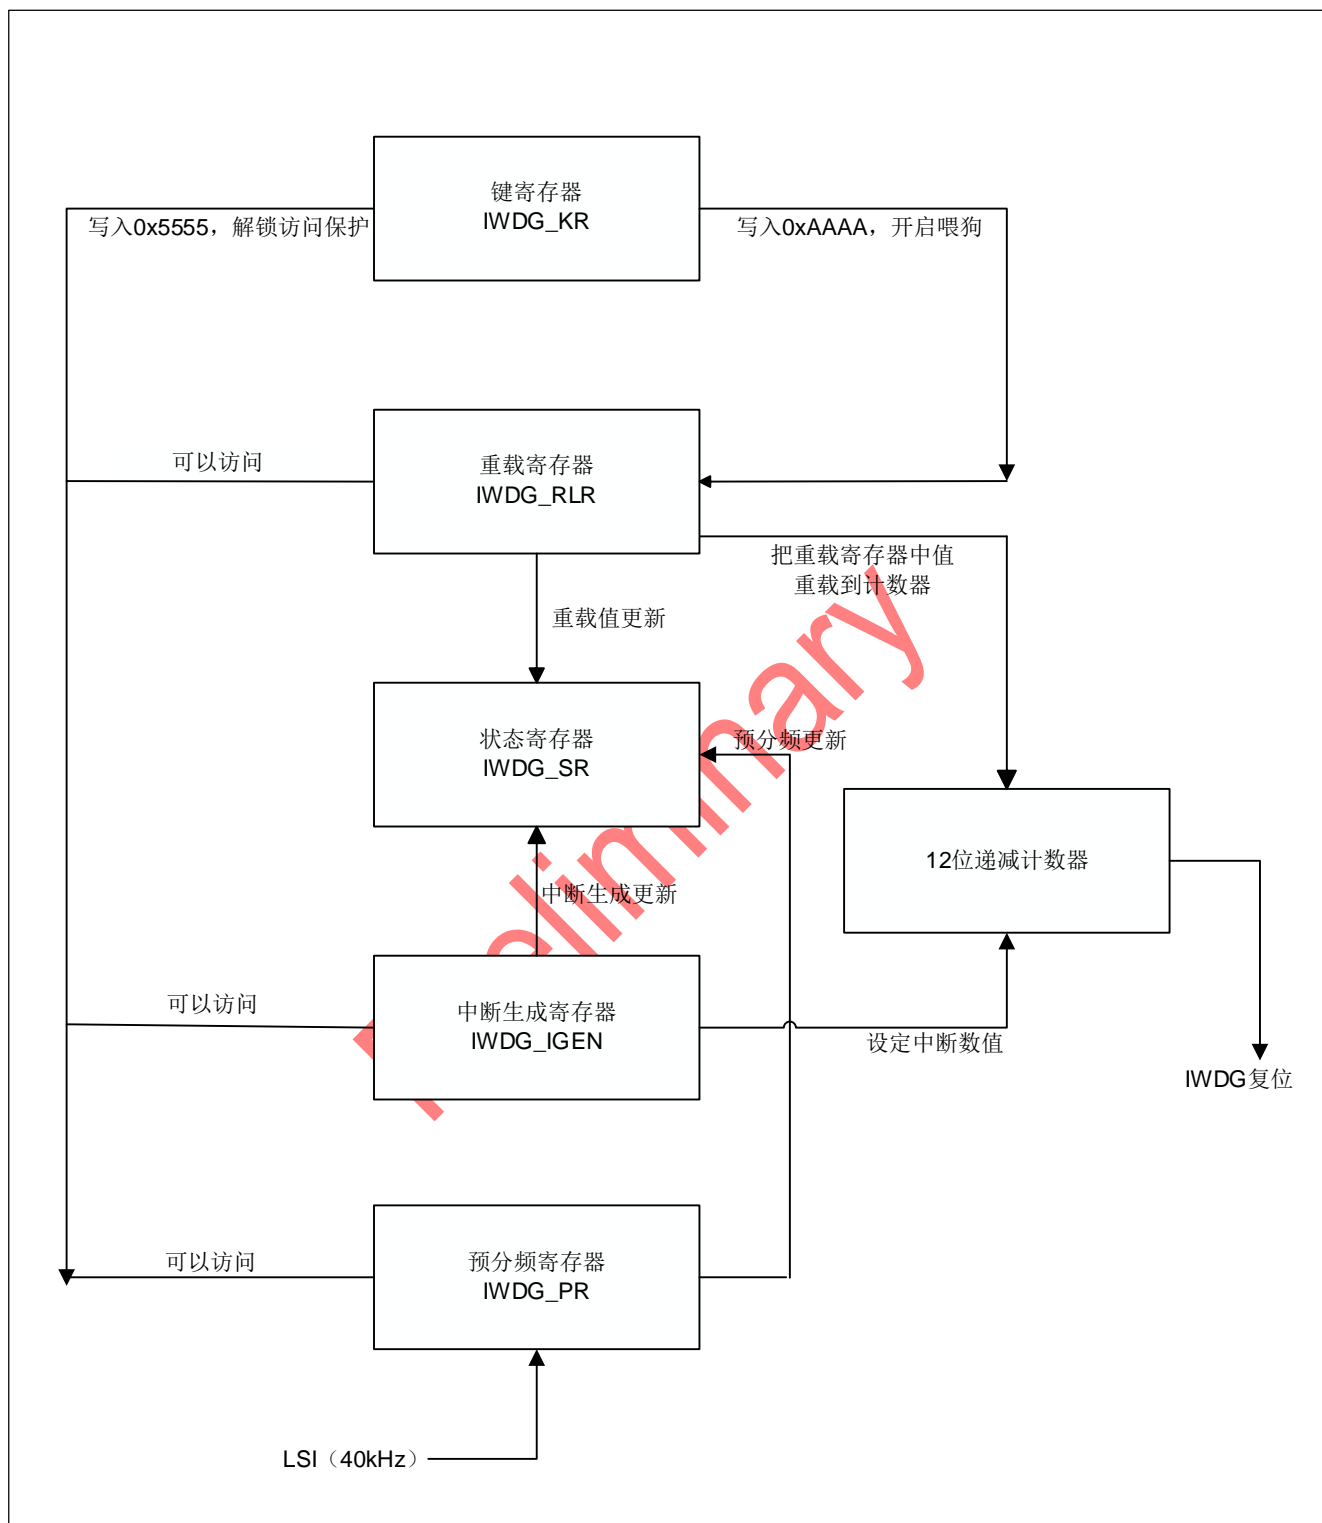 键寄存器
IWDG_KR
写入0x5555，解锁访问保护
写入0xAAAA，开启喂狗
可以访问
重载寄存器
IWDG_RLR
把重载寄存器中值
重载到计数器
重载值更新
状态寄存器
IWDG_SR
预分频更新
12位递减计数器
中断生成更新
可以访问
中断生成寄存器
IWDG_IGEN
设定中断数值
IWDG复位
可以访问
预分频寄存器
IWDG_PR
LSI（40kHz）
Preliminary